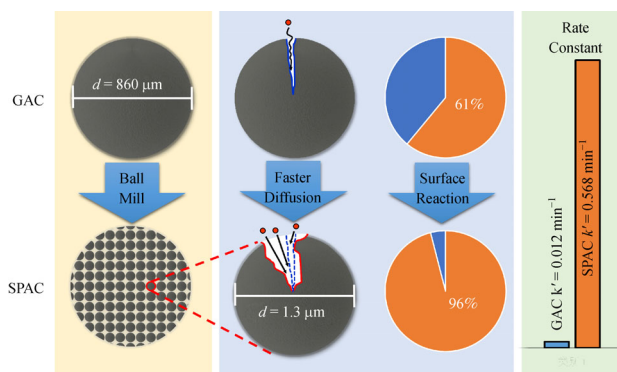 Rate
Constant
GAC
d = 860 μm
61%
Ball
Mill
Faster
Diffusion
Surface
Reaction
GAC k′ = 0.012 min⁻¹
SPAC k′ = 0.568 min⁻¹
SPAC
d = 1.3 μm
96%